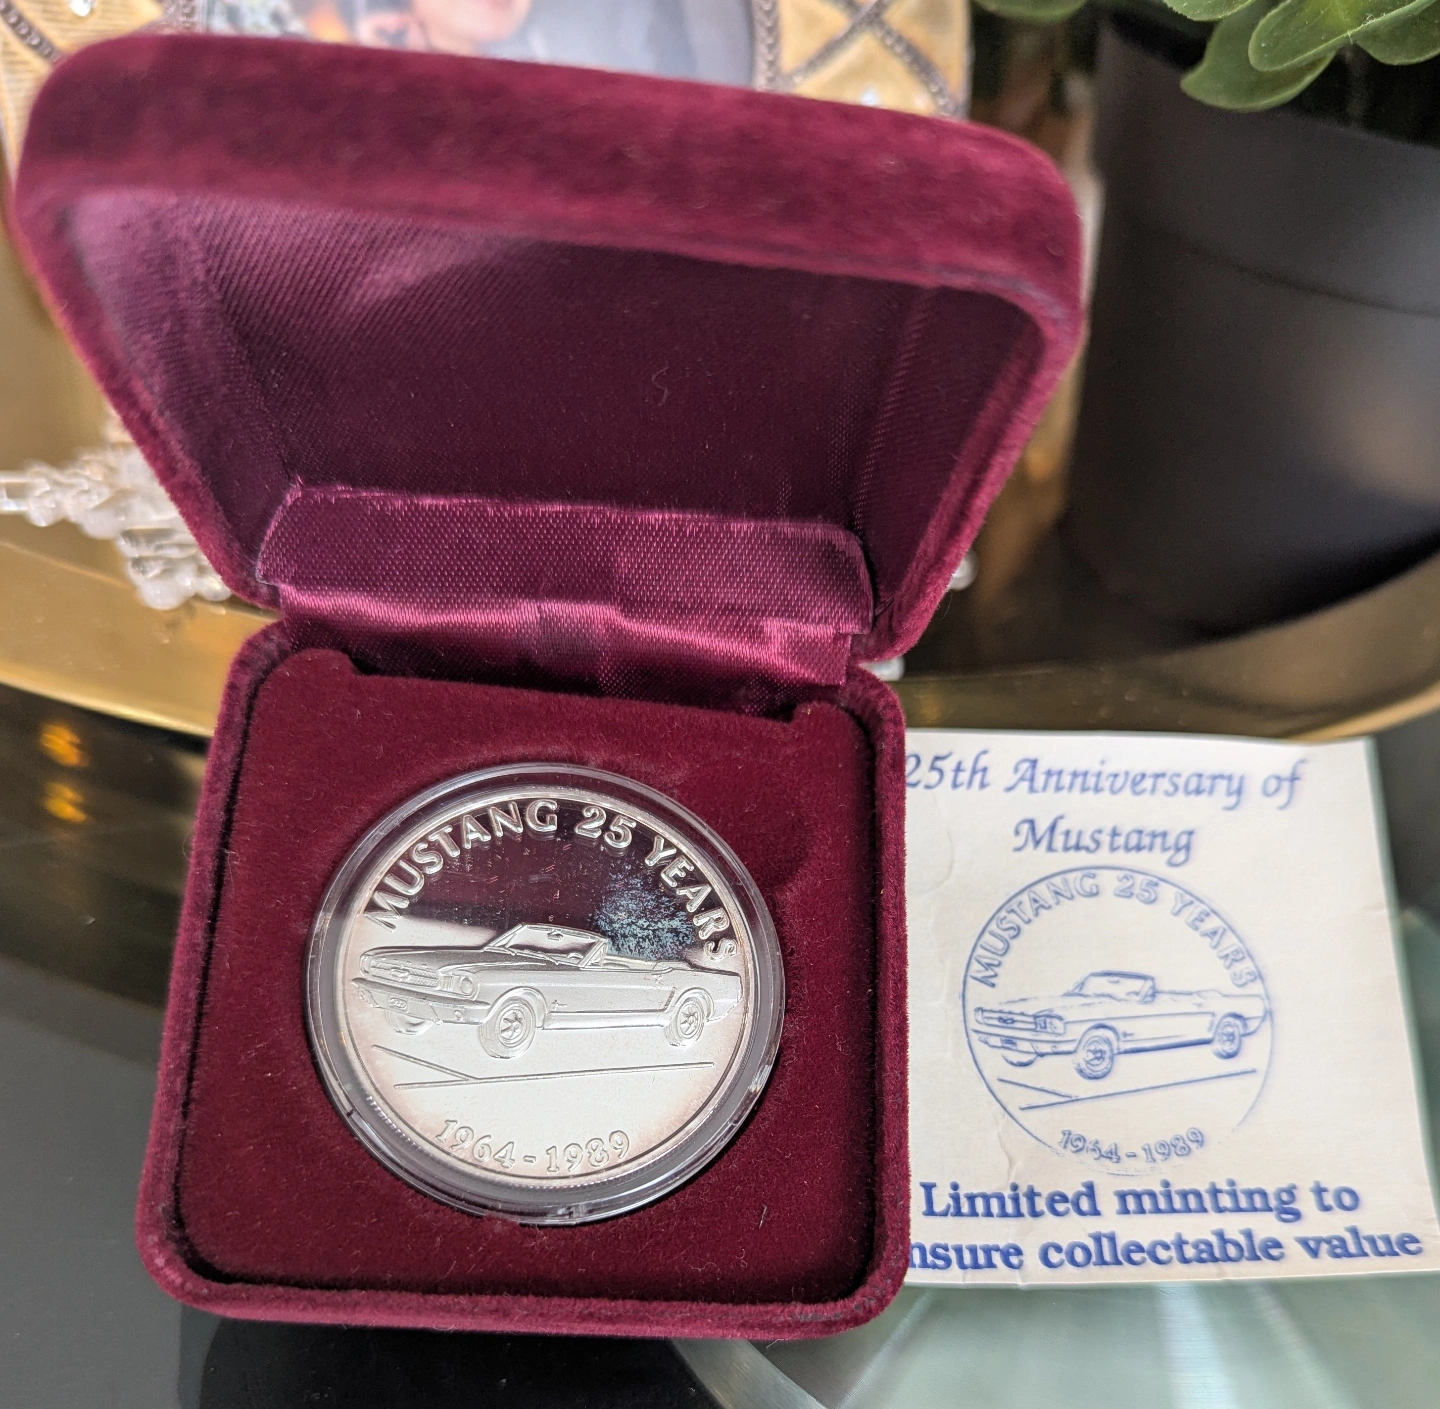 MUSTANG 25 YEARS
1964-1989
25th Anniversary of
Mustang
MUSTANG 25 YEARS
1964-1989
Limited minting to
collectable value